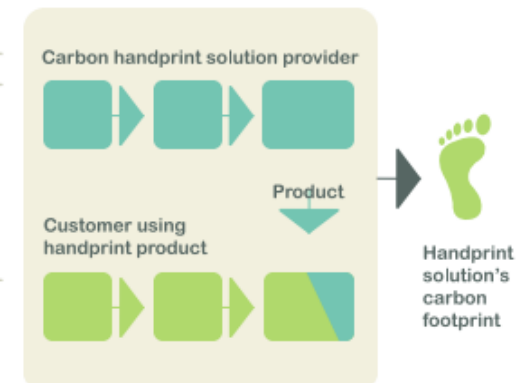 Carbon handprint solution provider
Product
Customer using
handprint product
Handprint
solution's
carbon
footprint